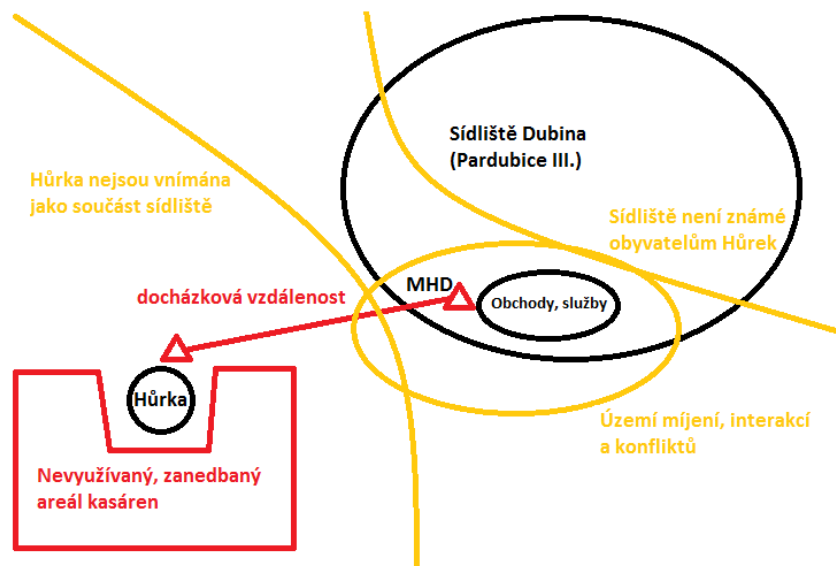 Sídliště Dubina
(Pardubice III.)
Hůrka nejsou vnímána
jako součást sídliště
Sídliště není známé
obyvatelům Hůrek
MHD
docházková vzdálenost
Obchody, služby
Hůrka
Území míjení, interakcí
a konfliktů
Nevyužívaný, zanedbaný
areál kasáren